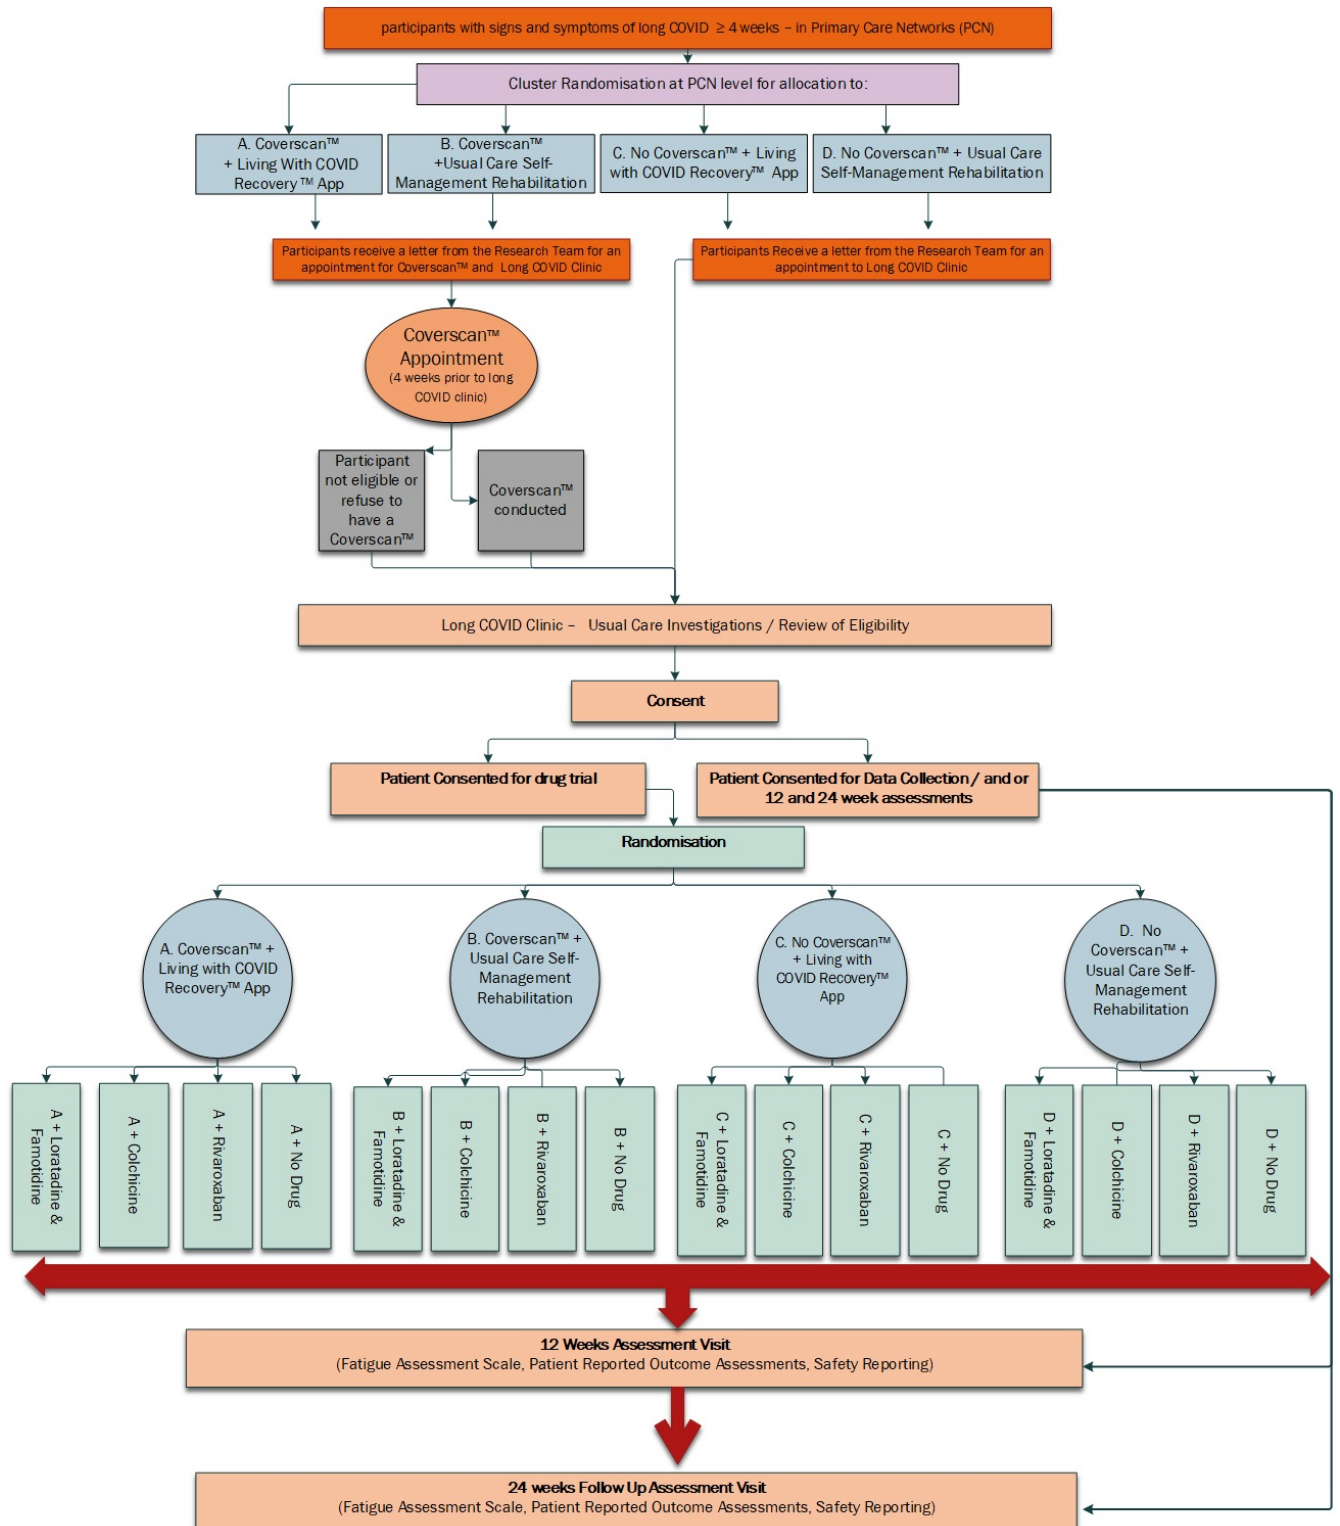 participants with signs and symptoms of long COVID ≥ 4 weeks – in Primary Care Networks (PCN)
Cluster Randomisation at PCN level for allocation to:
A. Coverscan™
+ Living With COVID
Recovery™ App
B. Coverscan™
+Usual Care Self-
Management Rehabilitation
C. No Coverscan™ + Living
with COVID Recovery™
App
D. No Coverscan™ + Usual Care
Self-Management Rehabilitation
Participants receive a letter from the Research Team for an
appointment for Coverscan™ and Long COVID Clinic
Participants Receive a letter from the Research Team for an
appointment to Long COVID Clinic
Coverscan™
Appointment
(4 weeks prior to long
COVID clinic)
Participant
not eligible or
refuse to
have a
Coverscan™
Coverscan™
conducted
Long COVID Clinic – Usual Care Investigations / Review of Eligibility
Consent
Patient Consented for drug trial
Patient Consented for Data Collection / and or
12 and 24 week assessments
Randomisation
A. Coverscan™ +
Living with COVID
Recovery™ App
B. Coverscan™ +
Usual Care Self-
Management
Rehabilitation
C. No Coverscan™
+ Living with
COVID Recovery™
App
D. No
Coverscan™ +
Usual Care Self-
Management
Rehabilitation
A + Loratadine &
Famotidine
A + Colchicine
A + Rivaroxaban
A + No Drug
B + Loratadine &
Famotidine
B + Colchicine
B + Rivaroxaban
B + No Drug
C + Loratadine &
Famotidine
C + Colchicine
C + Rivaroxaban
C + No Drug
D + Loratadine &
Famotidine
D + Colchicine
D + Rivaroxaban
D + No Drug
12 Weeks Assessment Visit
(Fatigue Assessment Scale, Patient Reported Outcome Assessments, Safety Reporting)
24 weeks Follow Up Assessment Visit
(Fatigue Assessment Scale, Patient Reported Outcome Assessments, Safety Reporting)